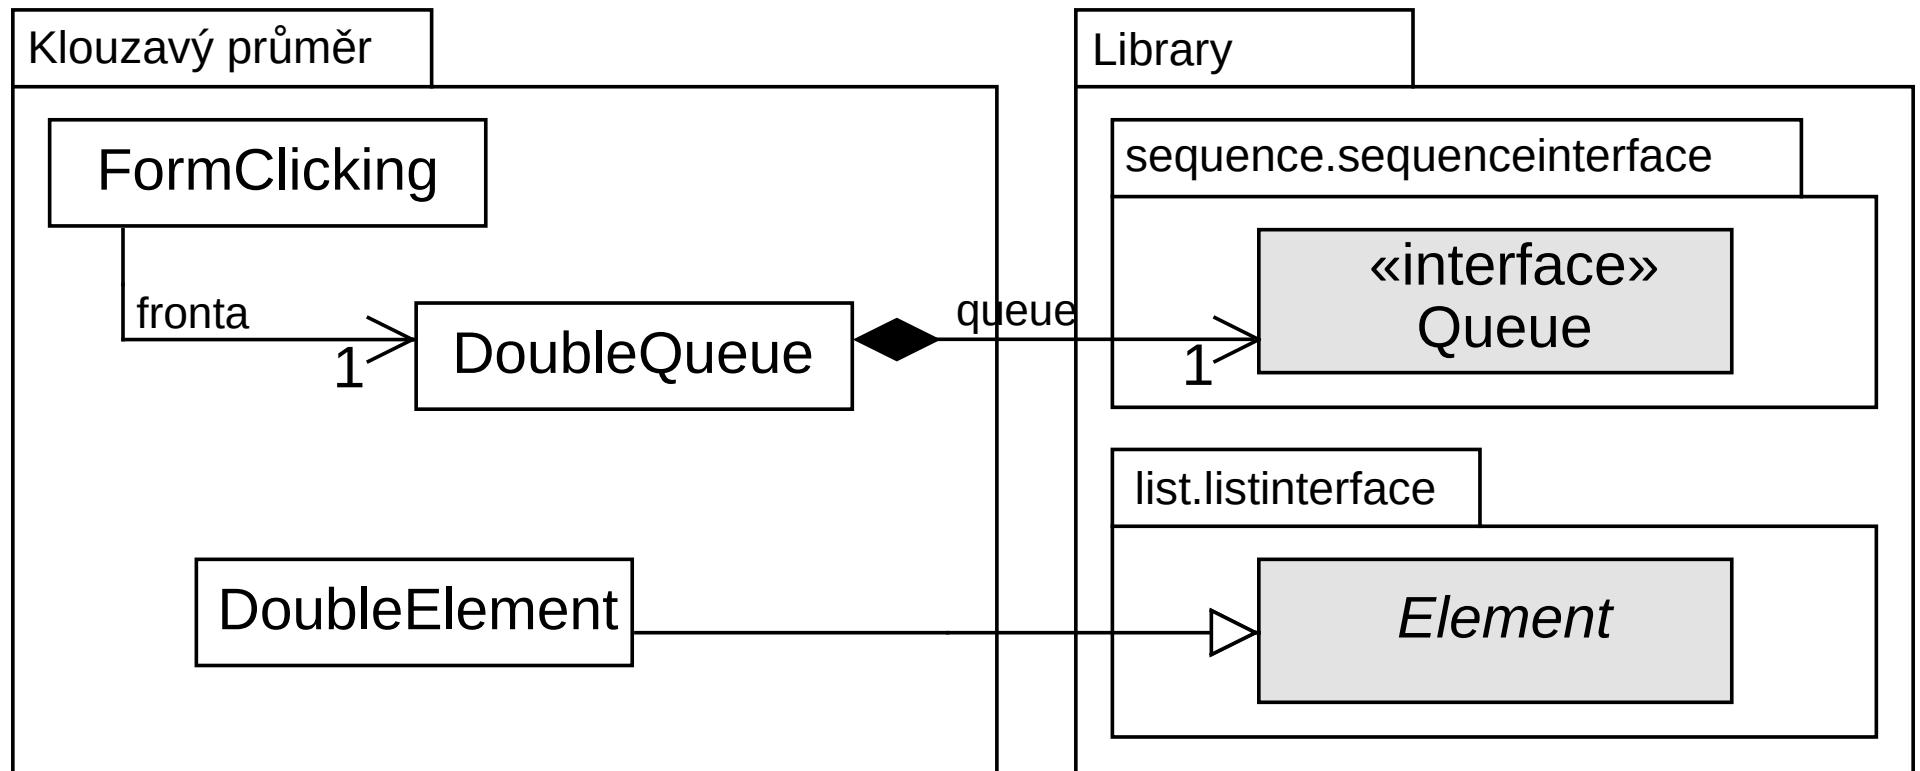 Klouzavý průměr
FormClicking
fronta
1
DoubleQueue
queue
1
DoubleElement
Library
sequence.sequenceinterface
«interface»
Queue
list.listinterface
Element